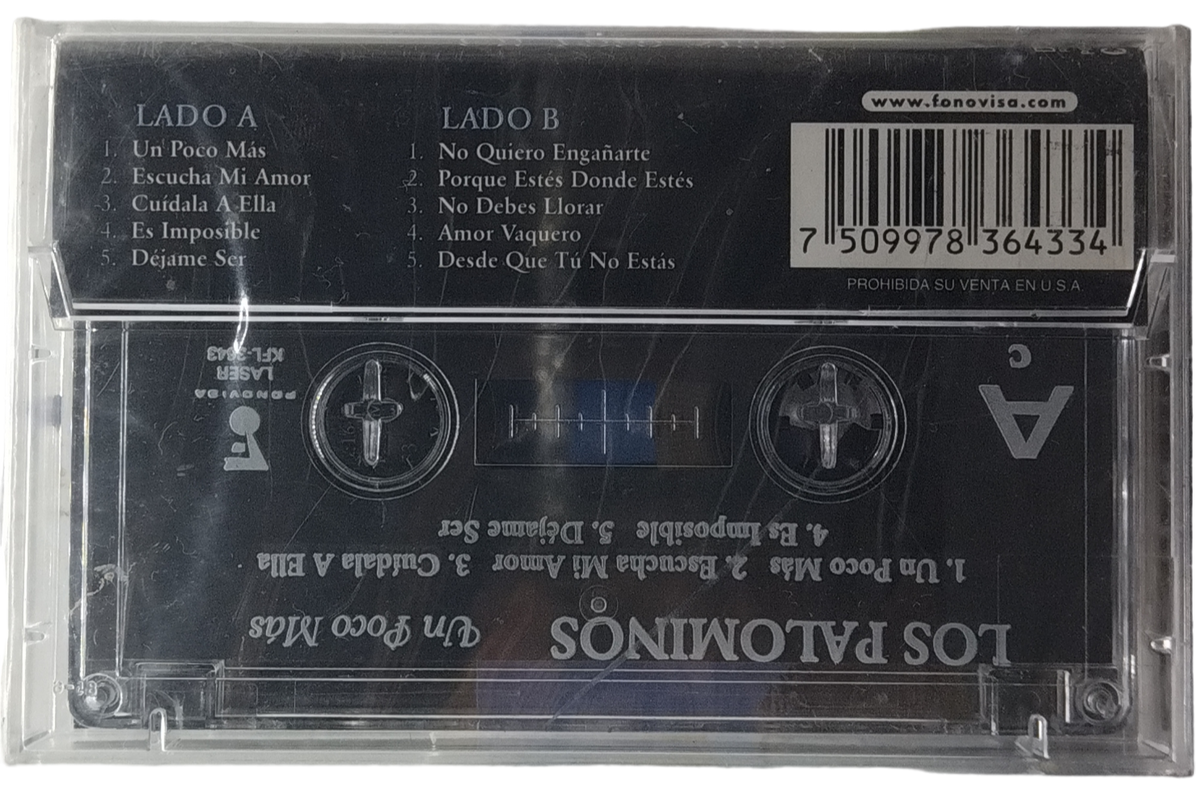 LADO A
1. Un Poco Más
2. Escucha Mi Amor
3. Cuídala A Ella
4. Es Imposible
5. Déjame Ser
LADO B
1. No Quiero Engañarte
2. Porque Estés Donde Estés
3. No Debes Llorar
4. Amor Vaquero
5. Desde Que Tú No Estás
www.fonovisa.com
7 509978 364334
PROHIBIDA SU VENTA EN U.S.A.
LOS PALOMINOS Un Poco Más
1. Un Poco Más 2. Escucha Mi Amor 3. Cuídala A Ella
4. Es Imposible 5. Déjame Ser
A
C
FONOVISA
LASER
KFL-3643